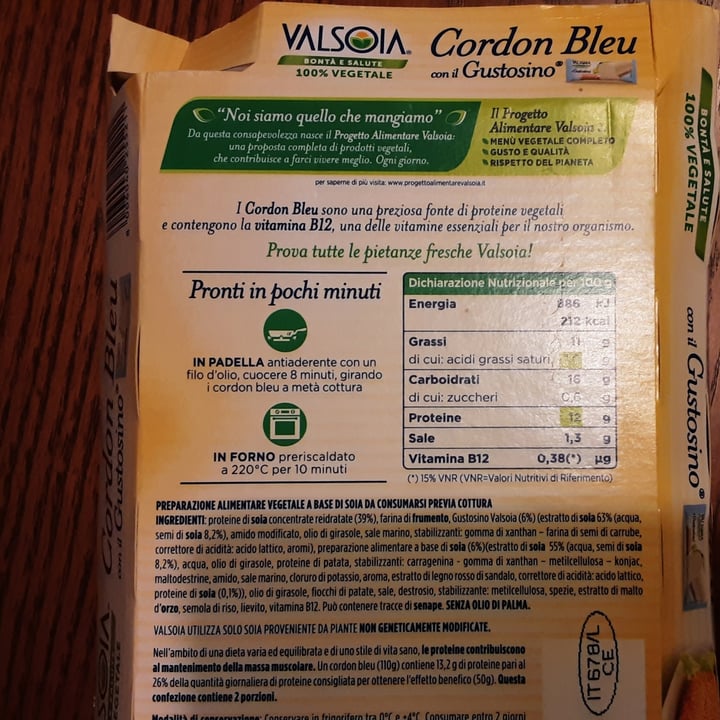 VALSOIA®
BONTÀ E SALUTE
100% VEGETALE
Cordon Bleu
con il Gustosino®
"Noi siamo quello che mangiamo"
Da questa consapevolezza nasce il Progetto Alimentare Valsoia:
una proposta completa di prodotti vegetali,
che contribuisce a farci vivere meglio. Ogni giorno.
Il Progetto
Alimentare Valsoia
MENÙ VEGETALE COMPLETO
GUSTO E QUALITÀ
RISPETTO DEL PIANETA
per saperne di più visita: www.progettoalimentarevalsoia.it
I Cordon Bleu sono una preziosa fonte di proteine vegetali
e contengono la vitamina B12, una delle vitamine essenziali per il nostro organismo.
Prova tutte le pietanze fresche Valsoia!
Pronti in pochi minuti
IN PADELLA antiaderente con un
filo d'olio, cuocere 8 minuti, girando
i cordon bleu a metà cottura
IN FORNO preriscaldato
a 220°C per 10 minuti
Dichiarazione Nutrizionale per 100 g
Energia 886 kJ
212 kcal
Grassi 11 g
di cui: acidi grassi saturi g
Carboidrati 16 g
di cui: zuccheri 0,6 g
Proteine 12 g
Sale 1,3 g
Vitamina B12 0,38(*) µg
(*) 15% VNR (VNR=Valori Nutritivi di Riferimento)
PREPARAZIONE ALIMENTARE VEGETALE A BASE DI SOIA DA CONSUMARSI PREVIA COTTURA
INGREDIENTI: proteine di soia concentrate reidratate (39%), farina di frumento, Gustosino Valsoia (6%) (estratto di soia 63% (acqua,
semi di soia 8,2%), amido modificato, olio di girasole, sale marino, stabilizzanti: gomma di xanthan – farina di semi di carrube,
correttore di acidità: acido lattico, aromi), preparazione alimentare a base di soia (6%)(estratto di soia 55% (acqua, semi di soia
8,2%), acqua, olio di girasole, proteine di patata, stabilizzanti: carragenina - gomma di xanthan – metilcellulosa – konjac,
maltodestrine, amido, sale marino, cloruro di potassio, aroma, estratto di legno rosso di sandalo, correttore di acidità: acido lattico,
proteine di soia (0,1%)), olio di girasole, fiocchi di patate, sale, destrosio, stabilizzante: metilcellulosa, spezie, estratto di malto
d'orzo, semola di riso, lievito, vitamina B12. Può contenere tracce di senape. SENZA OLIO DI PALMA.
VALSOIA UTILIZZA SOLO SOIA PROVENIENTE DA PIANTE NON GENETICAMENTE MODIFICATE.
Nell'ambito di una dieta varia ed equilibrata e di uno stile di vita sano, le proteine contribuiscono
al mantenimento della massa muscolare. Un cordon bleu (110g) contiene 13,2 g di proteine pari al
26% della quantità giornaliera di proteine consigliata per ottenere l'effetto benefico (50g). Questa
confezione contiene 2 porzioni.
Modalità di conservazione: Conservare in frigorifero tra 0°C e +4°C. Consumare entro 2 giorni
IT 678/L
CE
BONTÀ E SALUTE
100% VEGETALE
con il Gustosino®
Cordon Bleu
con il Gustosino®